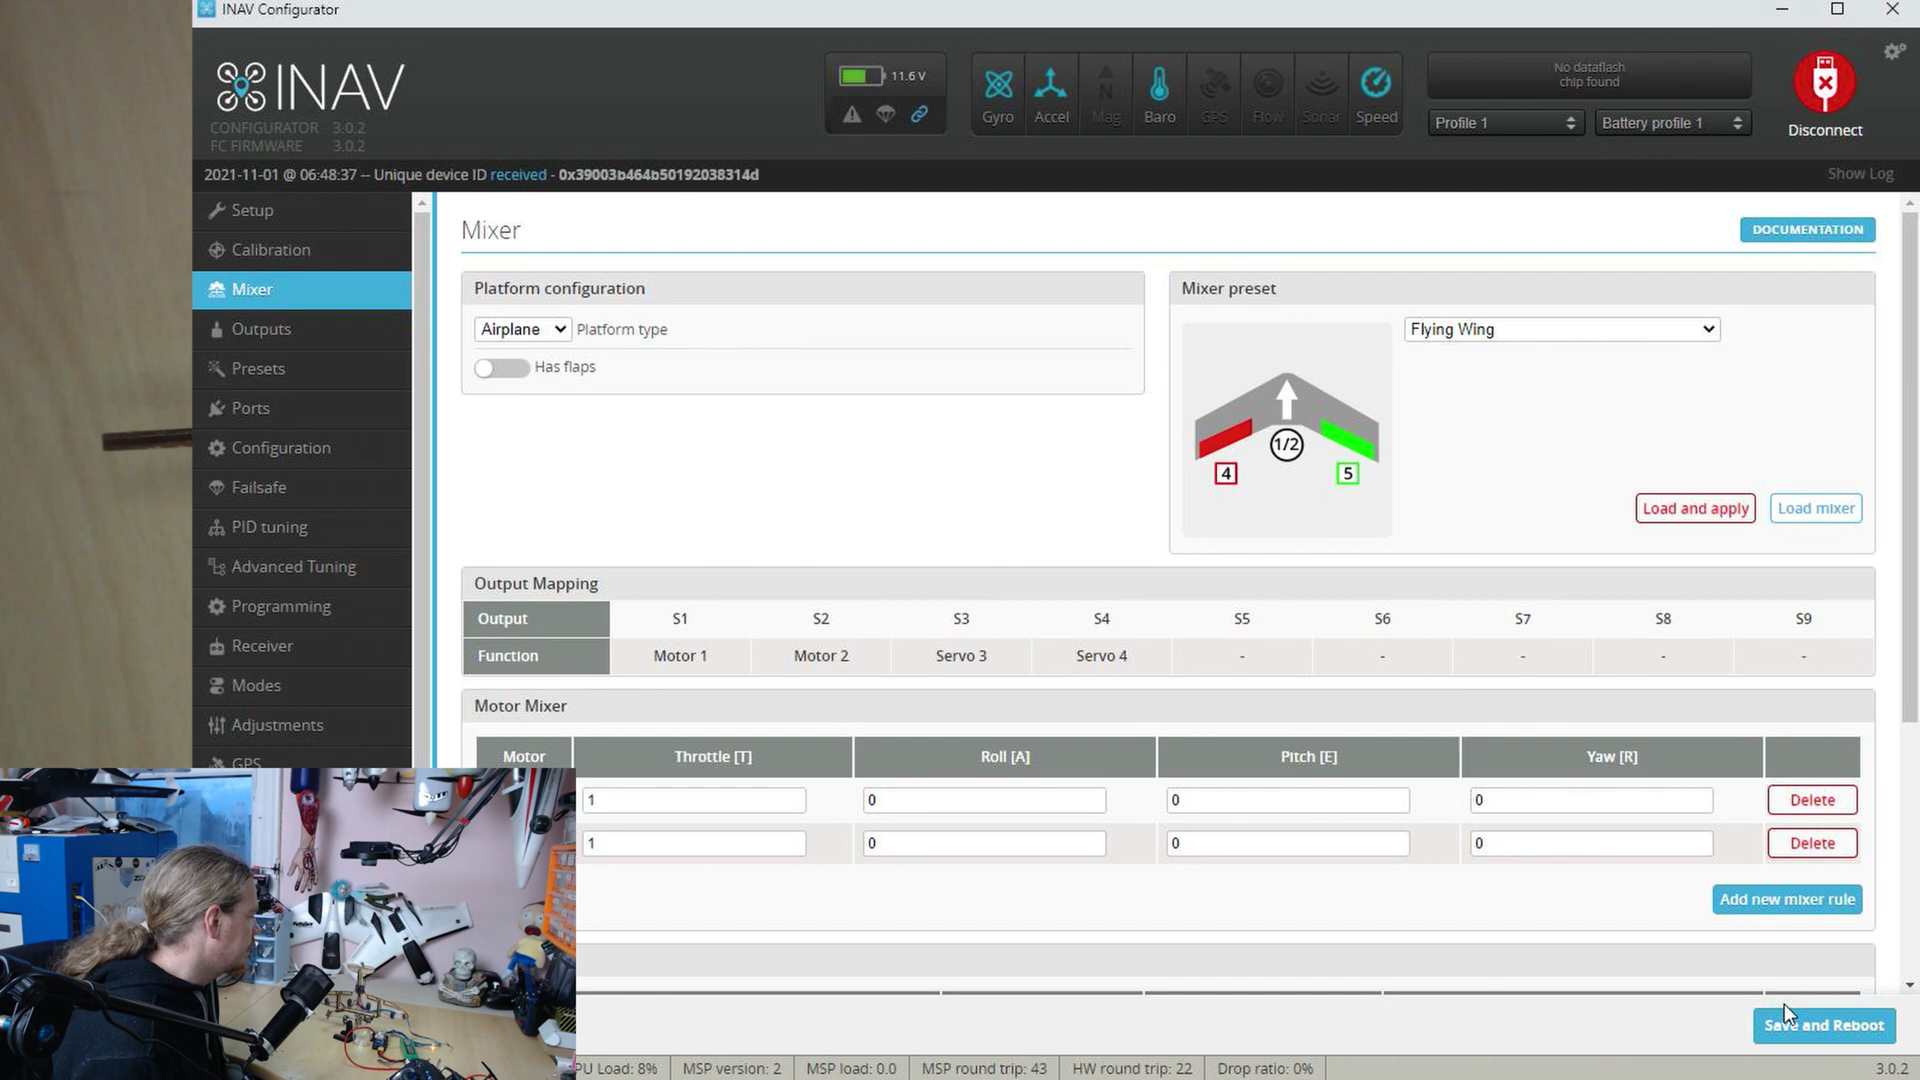 INAV Configurator
INAV
CONFIGURATOR 3.0.2
FC FIRMWARE 3.0.2
11.6 V
Gyro
Accel
Mag
Baro
GPS
Flow
Sonar
Speed
No dataflash
chip found
Profile 1
Battery profile 1
Disconnect
2021-11-01 @ 06:48:37 -- Unique device ID received - 0x39003b464b50192038314d
Show Log
Setup
Calibration
Mixer
Outputs
Presets
Ports
Configuration
Failsafe
PID tuning
Advanced Tuning
Programming
Receiver
Modes
Adjustments
GPS
Mixer
DOCUMENTATION
Platform configuration
Airplane Platform type
Has flaps
Mixer preset
Flying Wing
1/2
4
5
Load and apply
Load mixer
Output Mapping
Output S1 S2 S3 S4 S5 S6 S7 S8 S9
Function Motor 1 Motor 2 Servo 3 Servo 4 - - - - -
Motor Mixer
Motor Throttle [T] Roll [A] Pitch [E] Yaw [R]
1 0 0 0 Delete
1 0 0 0 Delete
Add new mixer rule
Save and Reboot
PU Load: 8% MSP version: 2 MSP load: 0.0 MSP round trip: 43 HW round trip: 22 Drop ratio: 0% 3.0.2